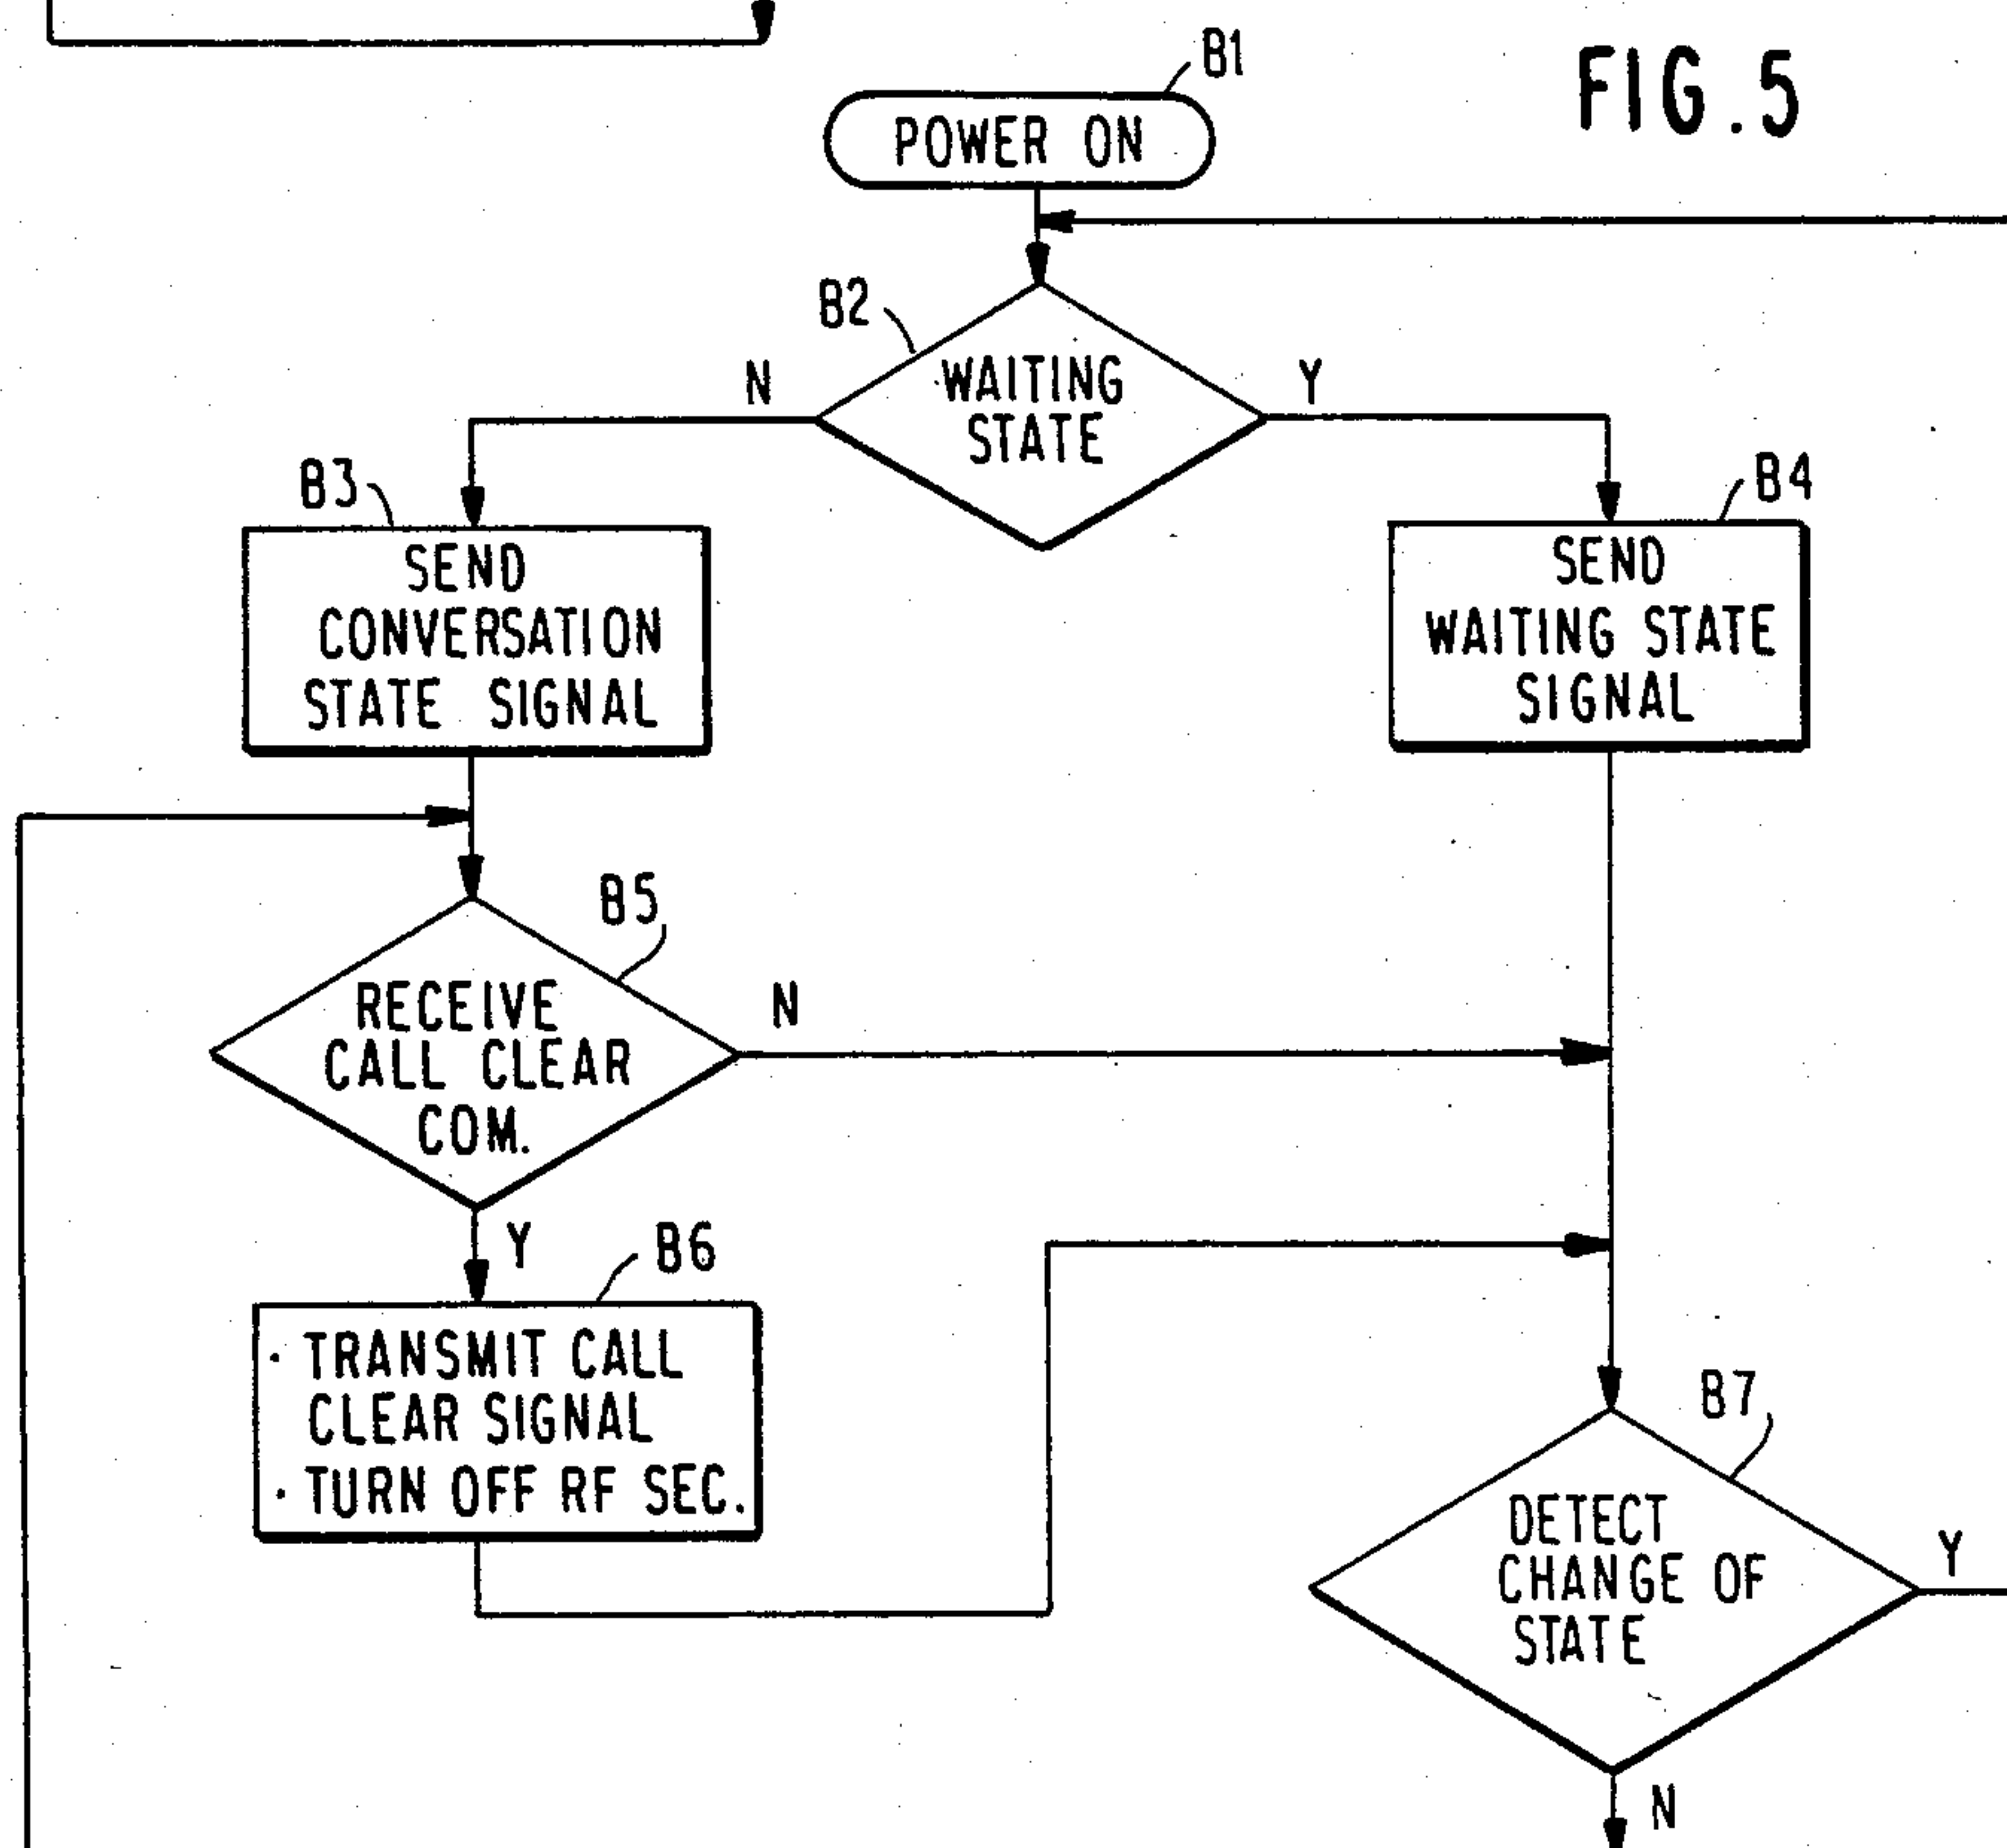 B1
FIG.5
POWER ON
B2
N
WAITING
STATE
Y
B3
SEND
CONVERSATION
STATE SIGNAL
B4
SEND
WAITING STATE
SIGNAL
B5
RECEIVE
CALL CLEAR
COM.
N
Y
B6
· TRANSMIT CALL
CLEAR SIGNAL
· TURN OFF RF SEC.
B7
DETECT
CHANGE OF
STATE
Y
N